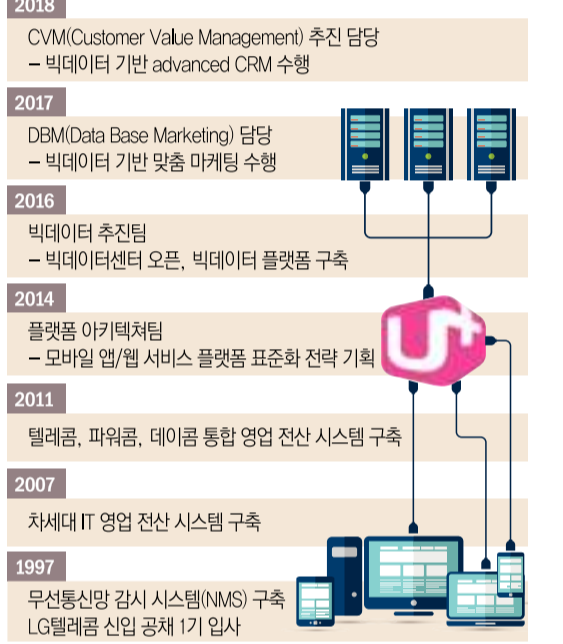 2018
CVM(Customer Value Management) 추진 담당
– 빅데이터 기반 advanced CRM 수행
2017
DBM(Data Base Marketing) 담당
– 빅데이터 기반 맞춤 마케팅 수행
2016
빅데이터 추진팀
– 빅데이터센터 오픈, 빅데이터 플랫폼 구축
2014
플랫폼 아키텍쳐팀
– 모바일 앱/웹 서비스 플랫폼 표준화 전략 기획
U+
2011
텔레콤, 파워콤, 데이콤 통합 영업 전산 시스템 구축
2007
차세대 IT 영업 전산 시스템 구축
1997
무선통신망 감시 시스템(NMS) 구축
LG텔레콤 신입 공채 1기 입사